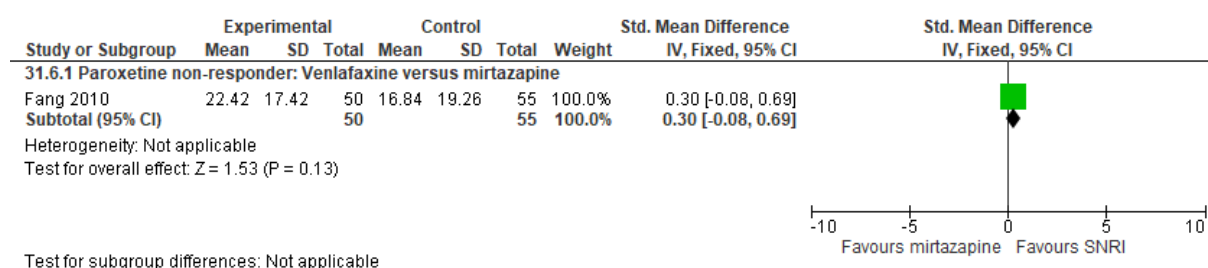 Experimental Control Std. Mean Difference Std. Mean Difference
Study or Subgroup Mean SD Total Mean SD Total Weight IV, Fixed, 95% CI IV, Fixed, 95% CI
31.6.1 Paroxetine non-responder: Venlafaxine versus mirtazapine
Fang 2010 22.42 17.42 50 16.84 19.26 55 100.0% 0.30 [-0.08, 0.69]
Subtotal (95% CI) 50 55 100.0% 0.30 [-0.08, 0.69]
Heterogeneity: Not applicable
Test for overall effect: Z = 1.53 (P = 0.13)
-10 -5 0 5 10
Favours mirtazapine Favours SNRI
Test for subgroup differences: Not applicable